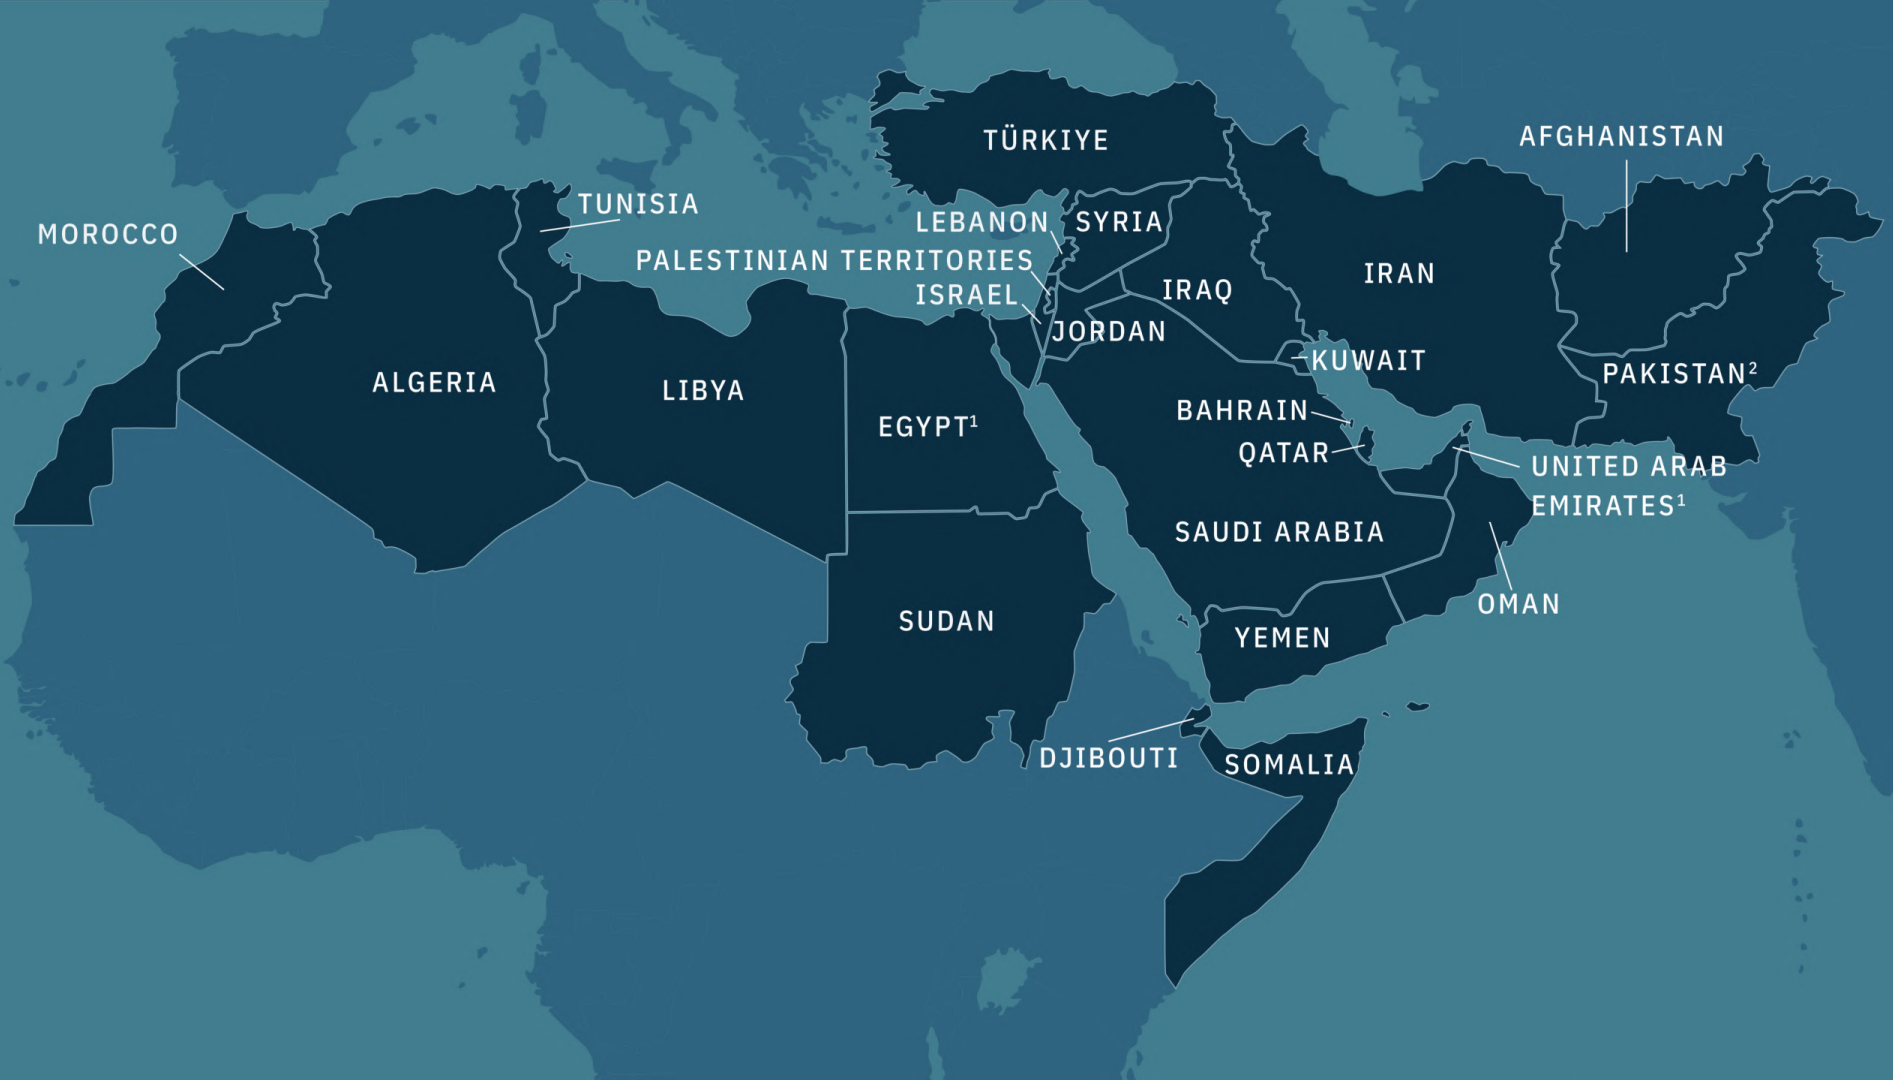 TÜRKIYE
AFGHANISTAN
TUNISIA
MOROCCO
LEBANON
SYRIA
PALESTINIAN TERRITORIES
IRAN
IRAQ
ISRAEL
JORDAN
KUWAIT
PAKISTAN²
ALGERIA
LIBYA
BAHRAIN
EGYPT¹
QATAR
UNITED ARAB
EMIRATES¹
SAUDI ARABIA
OMAN
SUDAN
YEMEN
DJIBOUTI
SOMALIA